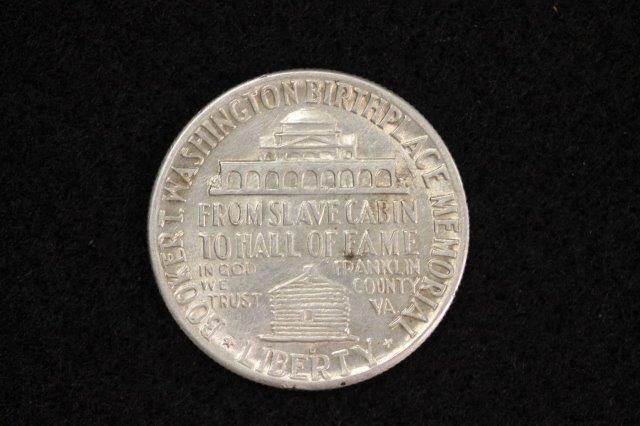 BOOKER T. WASHINGTON BIRTHPLACE MEMORIAL
FROM SLAVE CABIN
TO HALL OF FAME
IN GOD
WE
TRUST
FRANKLIN
COUNTY
VA.
LIBERTY